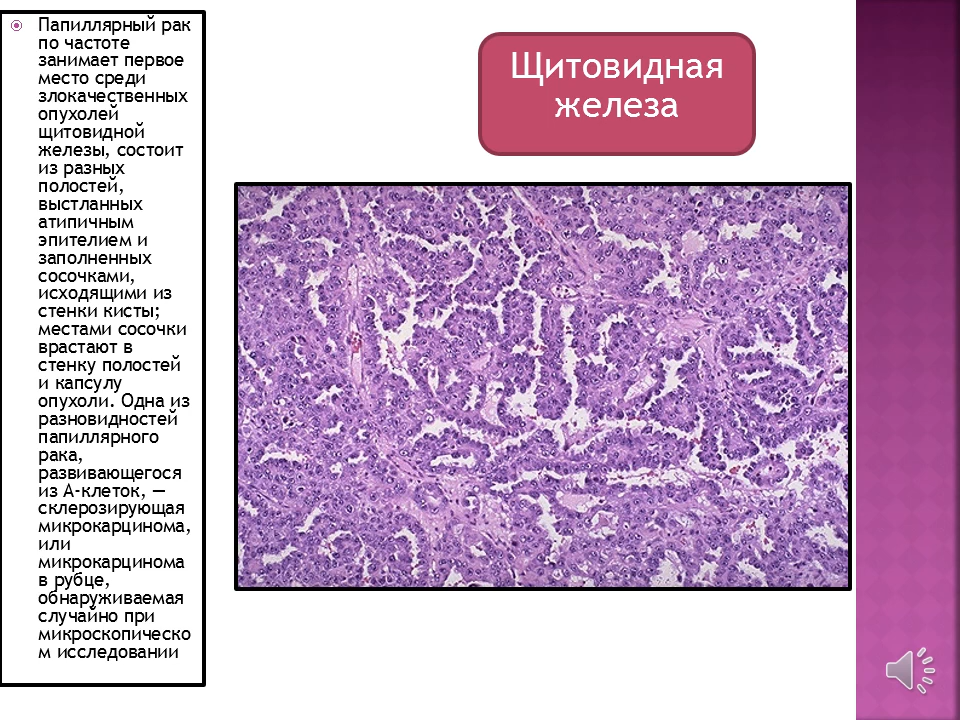 Папиллярный рак
по частоте
занимает первое
место среди
злокачественных
опухолей
щитовидной
железы, состоит
из разных
полостей,
выстланных
атипичным
эпителием и
заполненных
сосочками,
исходящими из
стенки кисты;
местами сосочки
врастают в
стенку полостей
и капсулу
опухоли. Одна из
разновидностей
папиллярного
рака,
развивающегося
из А-клеток, —
склерозирующая
микрокарцинома,
или
микрокарцинома
в рубце,
обнаруживаемая
случайно при
микроскопическо
м исследовании
Щитовидная
железа